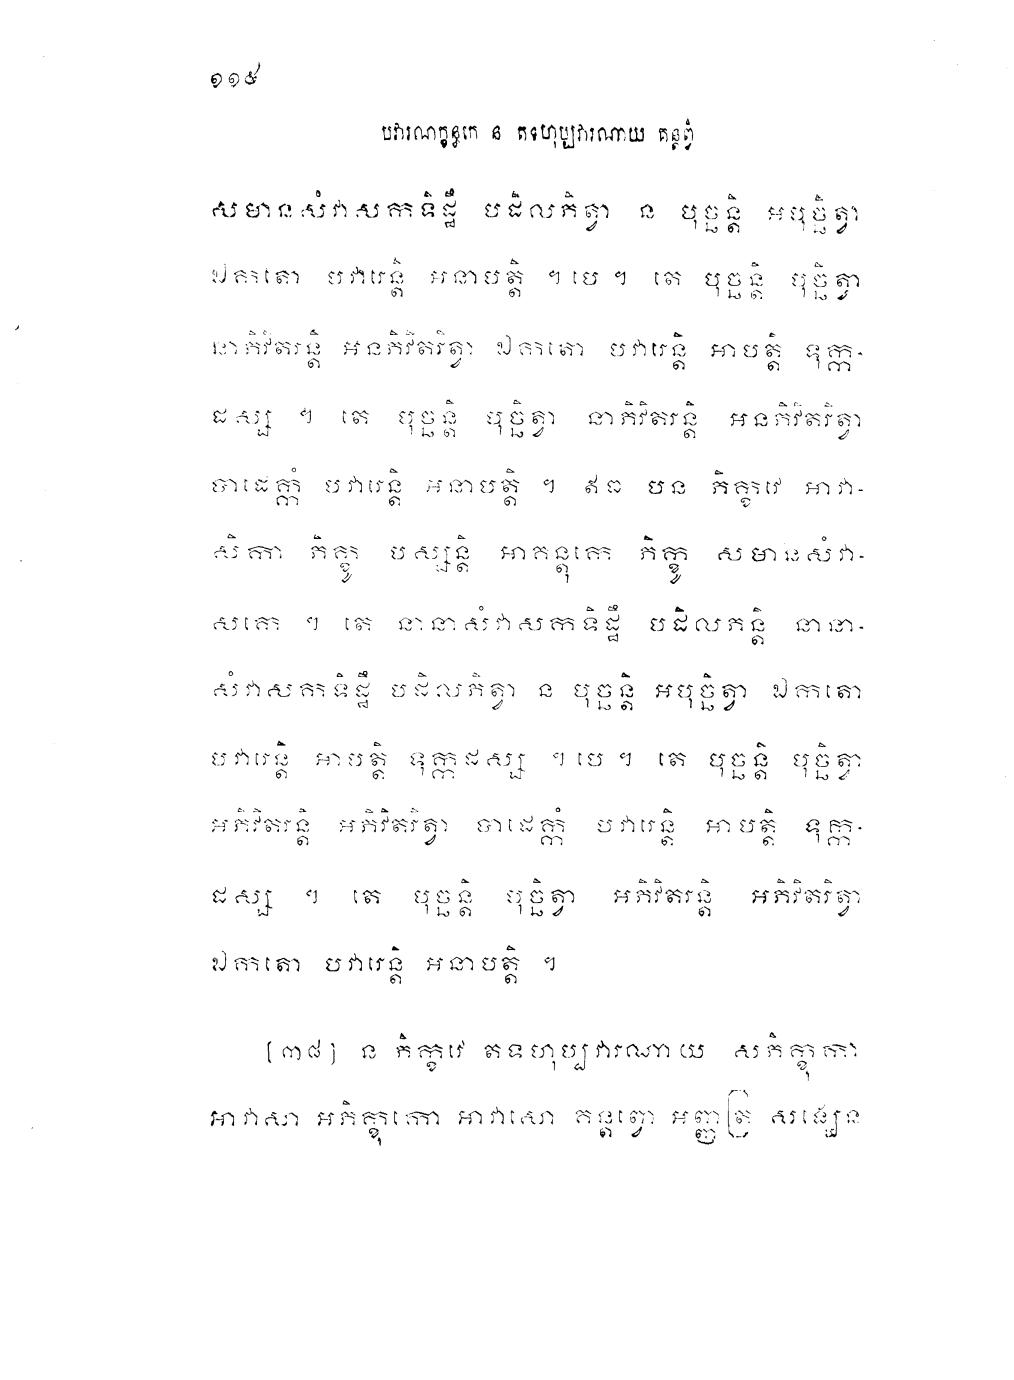 ១១៩
បវារណក្ខន្ធកេ ន តទហុប្បវារណាយ គន្តព្វំ
សមានសំវាសកទិដ្ឋឹ បដិលភិត្វា ន បុច្ឆន្តិ អបុច្ឆិត្វា
ឯកតោ បវារេន្តិ អនាបត្តិ ។ បេ ។ តេ បុច្ឆន្តិ បុច្ឆិត្វា
នាភិវិតរន្តិ អនភិវិតរិត្វា ឯកតោ បវារេន្តិ អាបត្តិ ទុក្ក-
ដស្ស ។ តេ បុច្ឆន្តិ បុច្ឆិត្វា នាភិវិតរន្តិ អនភិវិតរិត្វា
បាដេក្កំ បវារេន្តិ អនាបត្តិ ។ ឥធ បន ភិក្ខវេ អាវា-
សិកា ភិក្ខូ បស្សន្តិ អាគន្តុកេ ភិក្ខូ សមានសំវា-
សកេ ។ តេ នានាសំវាសកទិដ្ឋឹ បដិលភន្តិ នានា-
សំវាសកទិដ្ឋឹ បដិលភិត្វា ន បុច្ឆន្តិ អបុច្ឆិត្វា ឯកតោ
បវារេន្តិ អាបត្តិ ទុក្កដស្ស ។ បេ ។ តេ បុច្ឆន្តិ បុច្ឆិត្វា
អភិវិតរន្តិ អភិវិតរិត្វា បាដេក្កំ បវារេន្តិ អាបត្តិ ទុក្ក-
ដស្ស ។ តេ បុច្ឆន្តិ បុច្ឆិត្វា អភិវិតរន្តិ អភិវិតរិត្វា
ឯកតោ បវារេន្តិ អនាបត្តិ ។
[៣៨] ន ភិក្ខវេ តទហុប្បវារណាយ សភិក្ខុកា
អាវាសា អភិក្ខុកោ អាវាសោ គន្តព្វោ អញ្ញត្រ សង្ឃេន